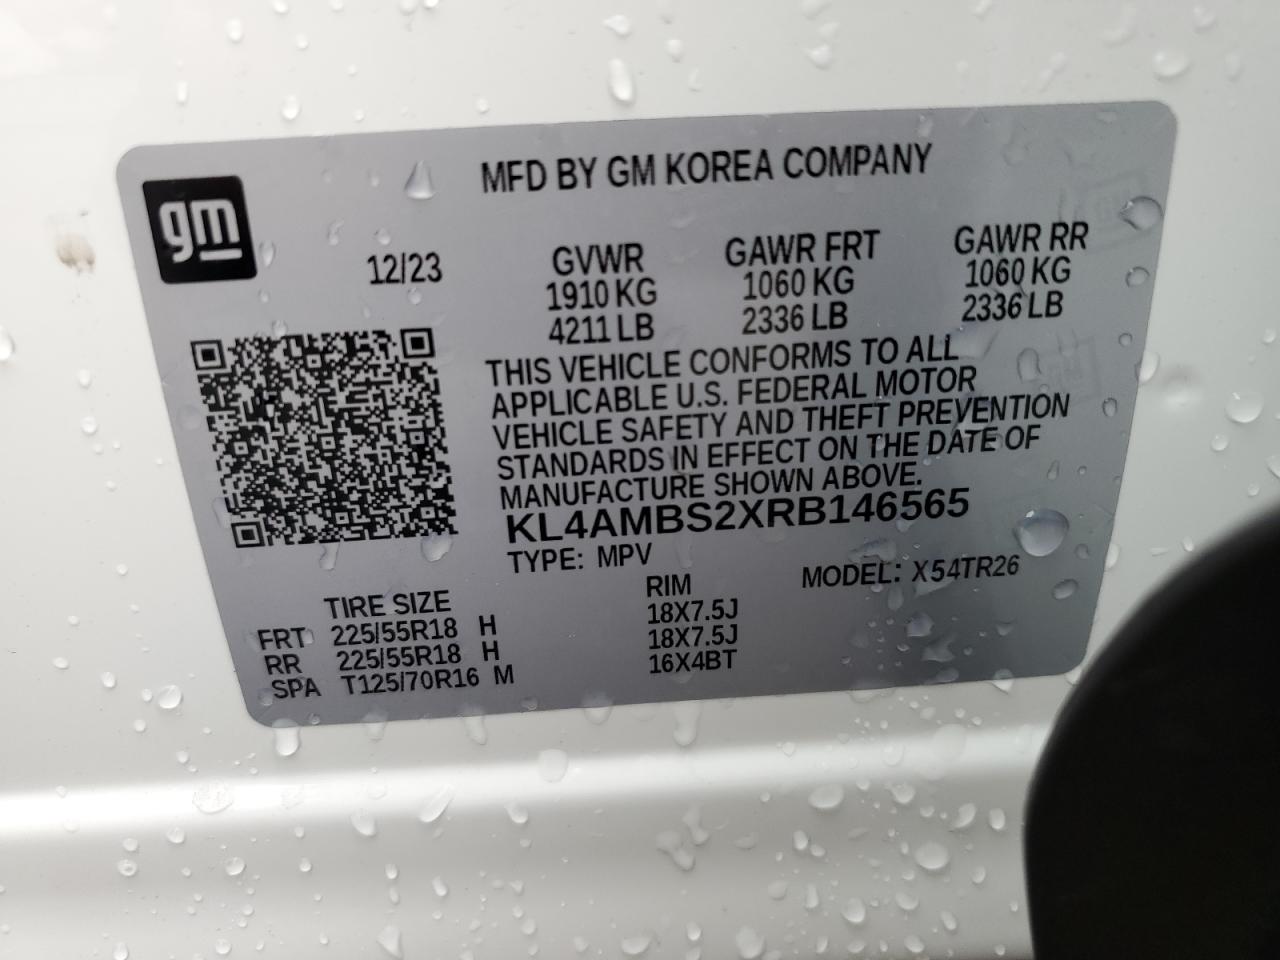 gm
MFD BY GM KOREA COMPANY
12/23
GVWR GAWR FRT GAWR RR
1910 KG 1060 KG 1060 KG
4211 LB 2336 LB 2336 LB
THIS VEHICLE CONFORMS TO ALL
APPLICABLE U.S. FEDERAL MOTOR
VEHICLE SAFETY AND THEFT PREVENTION
STANDARDS IN EFFECT ON THE DATE OF
MANUFACTURE SHOWN ABOVE.
KL4AMBS2XRB146565
TYPE: MPV MODEL: X54TR26
TIRE SIZE RIM
FRT 225/55R18 H 18X7.5J
RR 225/55R18 H 18X7.5J
SPA T125/70R16 M 16X4BT